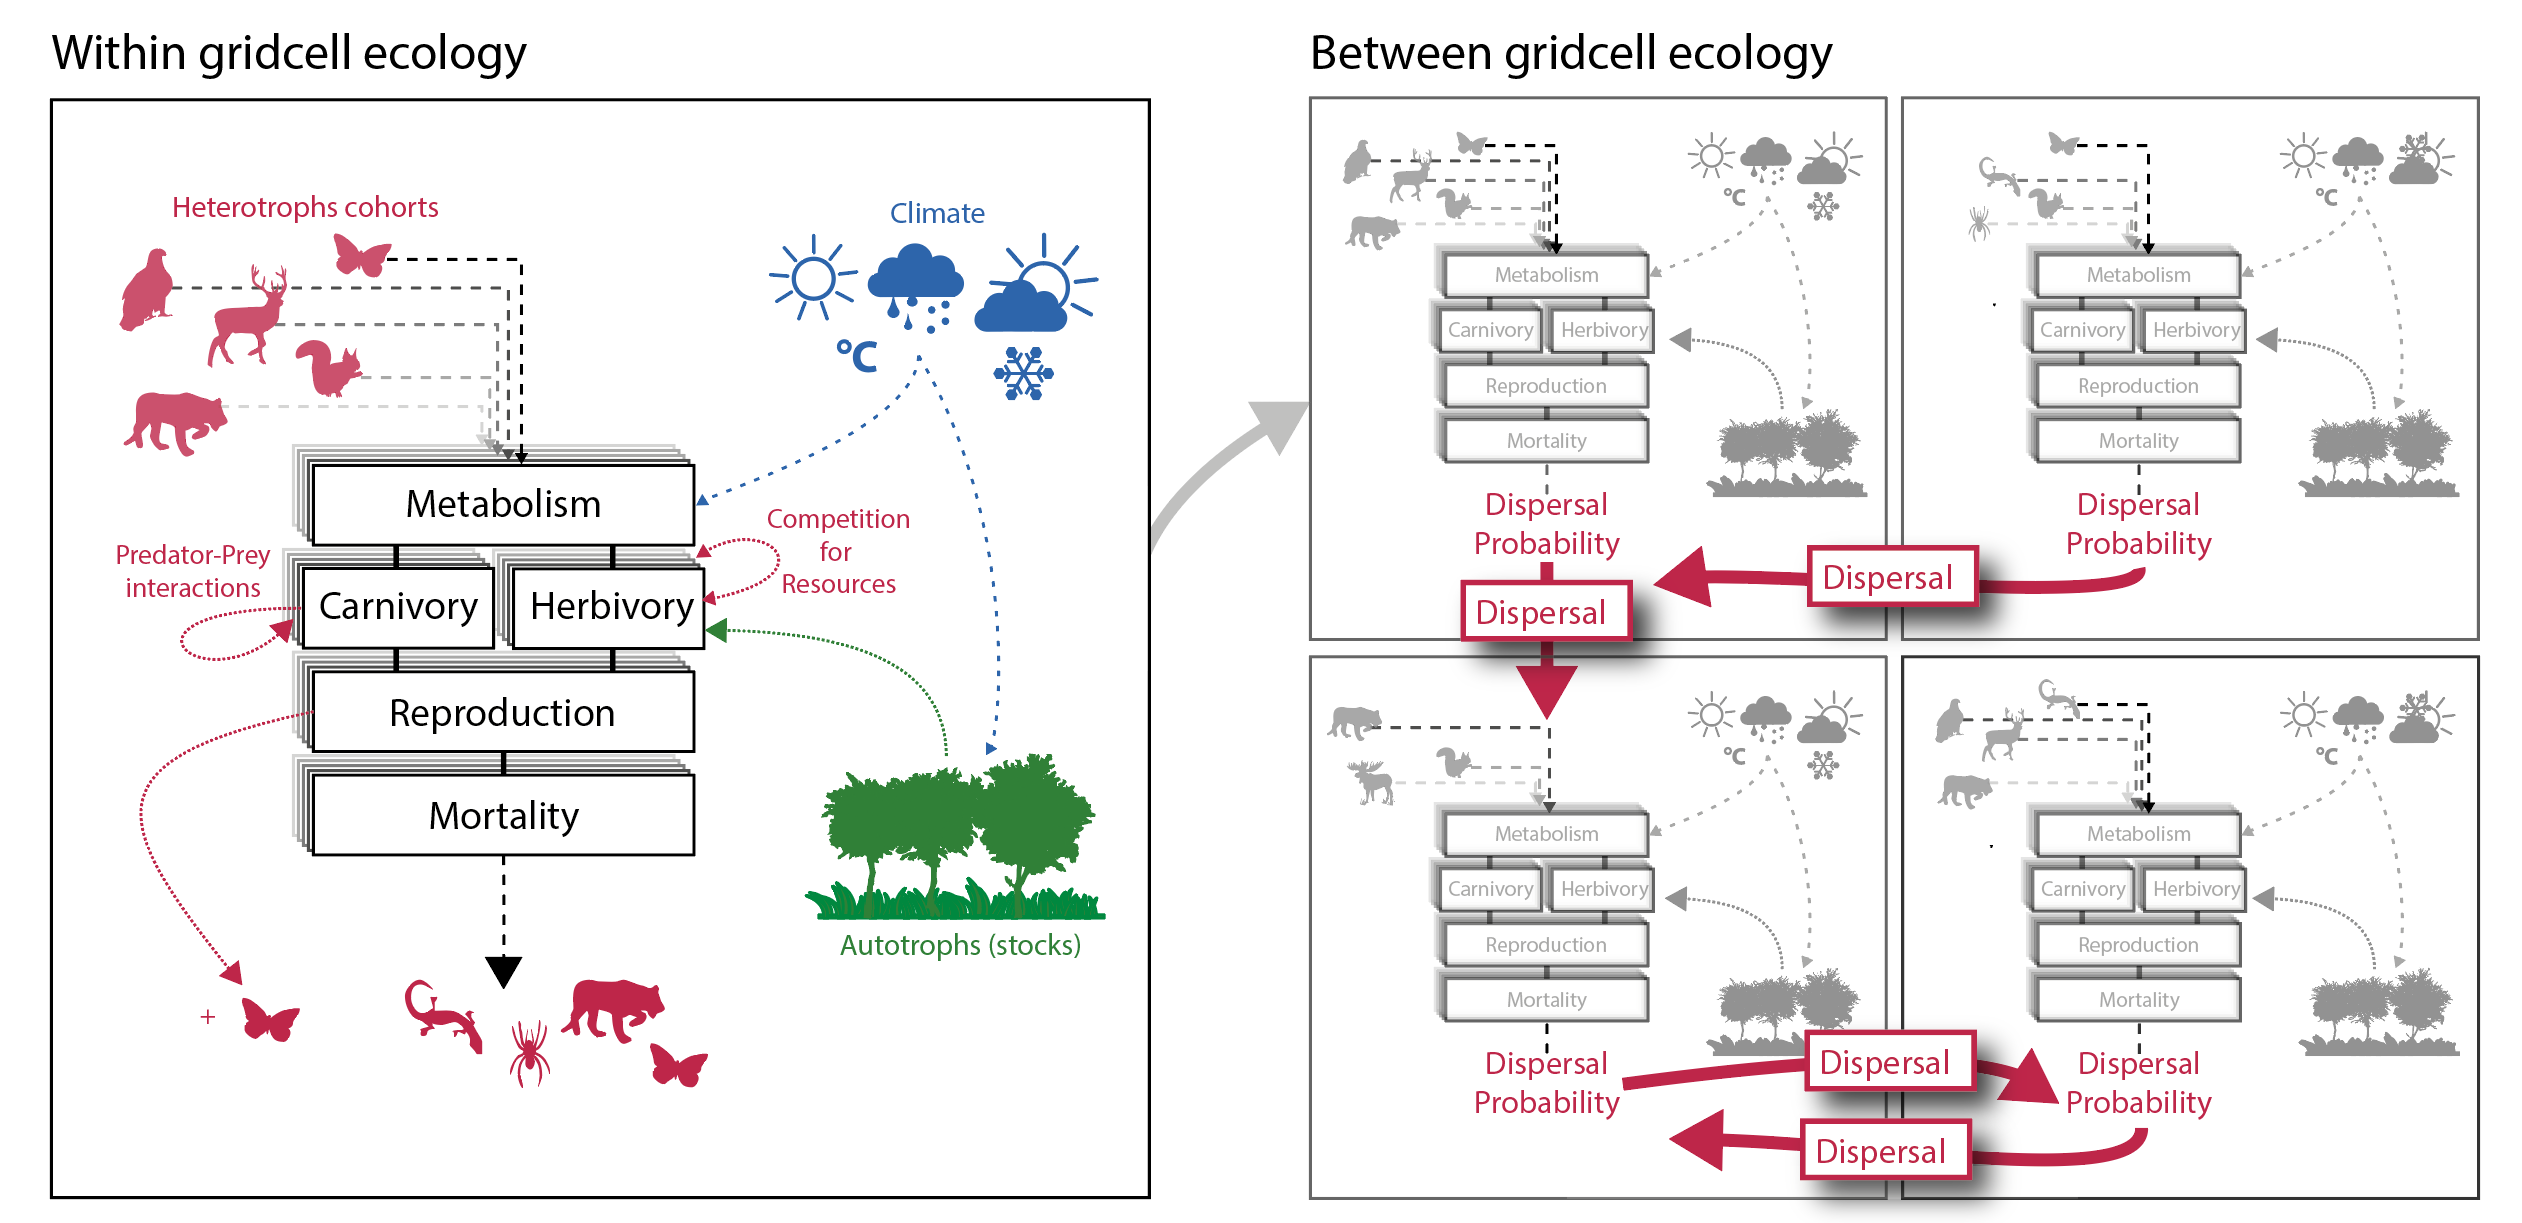 Within gridcell ecology
Heterotrophs cohorts
Climate
°C
Metabolism
Competition
for
Resources
Predator-Prey
interactions
Carnivory
Herbivory
Reproduction
Mortality
Autotrophs (stocks)
+
Between gridcell ecology
°C
Metabolism
Carnivory
Herbivory
Reproduction
Mortality
Dispersal
Probability
Dispersal
°C
Metabolism
Carnivory
Herbivory
Reproduction
Mortality
Dispersal
Probability
Dispersal
°C
Metabolism
Carnivory
Herbivory
Reproduction
Mortality
Dispersal
Probability
Dispersal
°C
Metabolism
Carnivory
Herbivory
Reproduction
Mortality
Dispersal
Probability
Dispersal